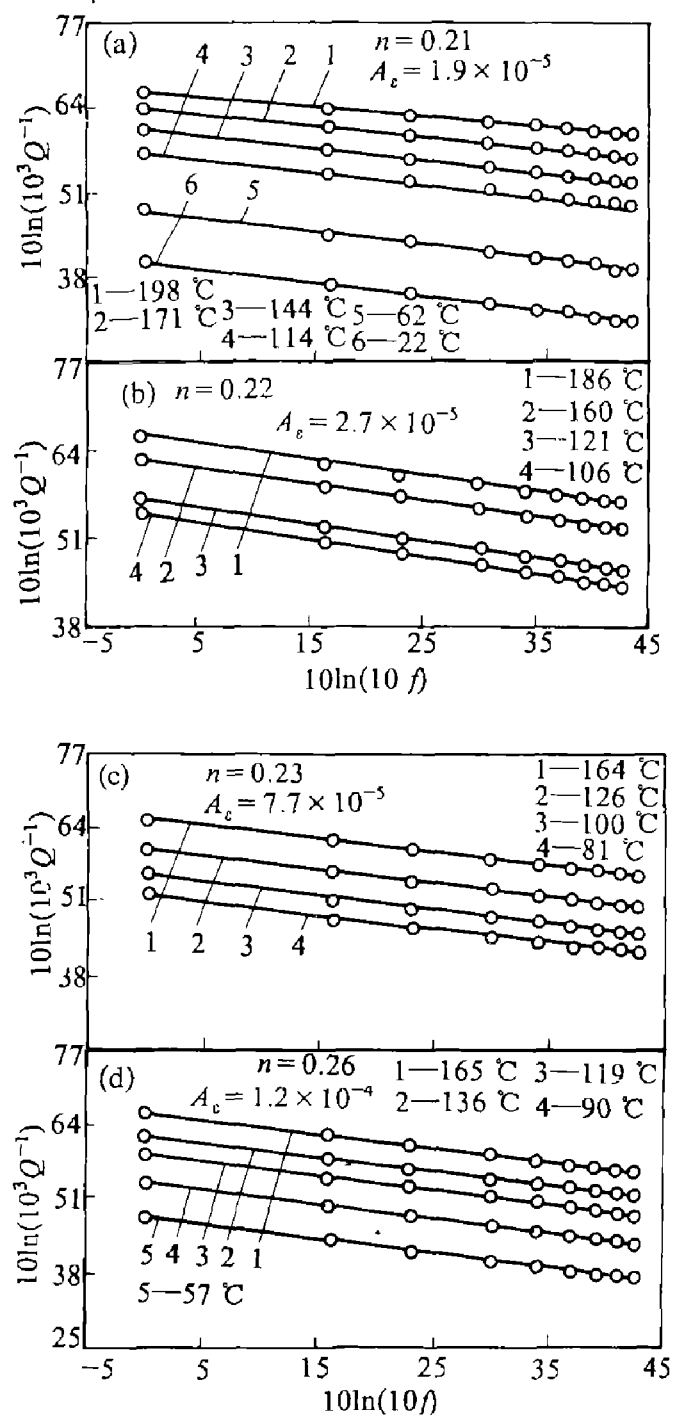 77
(a)
n = 0.21
4 3 2 1
A_ε = 1.9 × 10⁻⁵
64
10ln(10³Q⁻¹)
51
6 5
38
1—198 ℃
3—144 ℃ 5—62 ℃
2—171 ℃
4—114 ℃ 6—22 ℃
77
(b) n = 0.22
1—186 ℃
A_ε = 2.7 × 10⁻⁵
2—160 ℃
3—121 ℃
4—106 ℃
64
10ln(10³Q⁻¹)
51
4 2 3 1
38
-5 5 15 25 35 45
10ln(10 f)
77
(c)
n = 0.23
1—164 ℃
A_ε = 7.7 × 10⁻⁵
2—126 ℃
3—100 ℃
4—81 ℃
64
10ln(10³Q⁻¹)
51
1 2 3 4
38
77
(d)
n = 0.26
1—165 ℃ 3—119 ℃
A_ε = 1.2 × 10⁻⁴
2—136 ℃ 4—90 ℃
64
10ln(10³Q⁻¹)
51
5 4 3 2 1
38
5—57 ℃
25
-5 5 15 25 35 45
10ln(10f)